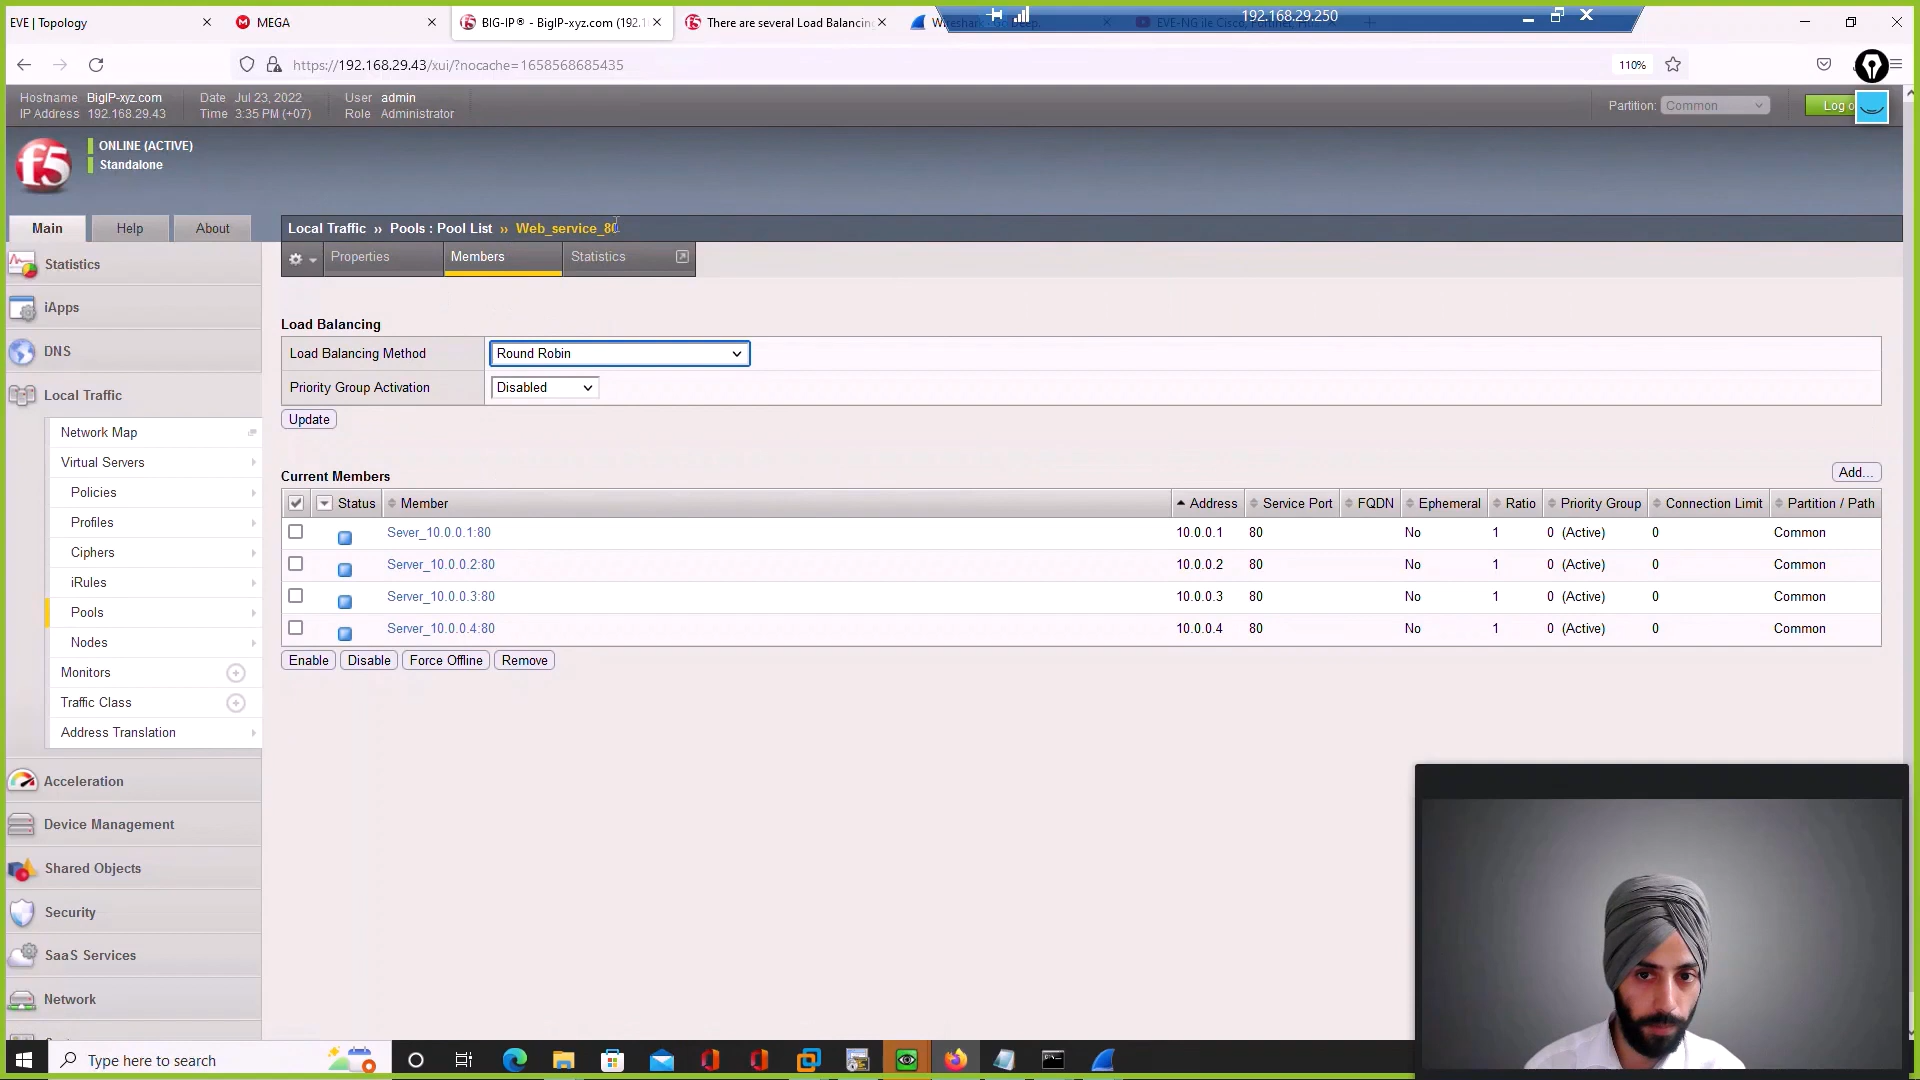 EVE | Topology
MEGA
BIG-IP® - BigIP-xyz.com (192.1
There are several Load Balancing
192.168.29.250
https://192.168.29.43/xui/?nocache=1658568685435
110%
Hostname BigIP-xyz.com
IP Address 192.168.29.43
Date Jul 23, 2022
Time 3:35 PM (+07)
User admin
Role Administrator
Partition: Common
Log o
f5
ONLINE (ACTIVE)
Standalone
Main
Help
About
Local Traffic ›› Pools : Pool List ›› Web_service_80
Properties
Members
Statistics
Statistics
iApps
DNS
Local Traffic
Network Map
Virtual Servers
Policies
Profiles
Ciphers
iRules
Pools
Nodes
Monitors
Traffic Class
Address Translation
Acceleration
Device Management
Shared Objects
Security
SaaS Services
Network
Load Balancing
Load Balancing Method Round Robin
Priority Group Activation Disabled
Update
Current Members
Add...
Status Member Address Service Port FQDN Ephemeral Ratio Priority Group Connection Limit Partition / Path
Sever_10.0.0.1:80 10.0.0.1 80 No 1 0 (Active) 0 Common
Server_10.0.0.2:80 10.0.0.2 80 No 1 0 (Active) 0 Common
Server_10.0.0.3:80 10.0.0.3 80 No 1 0 (Active) 0 Common
Server_10.0.0.4:80 10.0.0.4 80 No 1 0 (Active) 0 Common
Enable
Disable
Force Offline
Remove
Type here to search